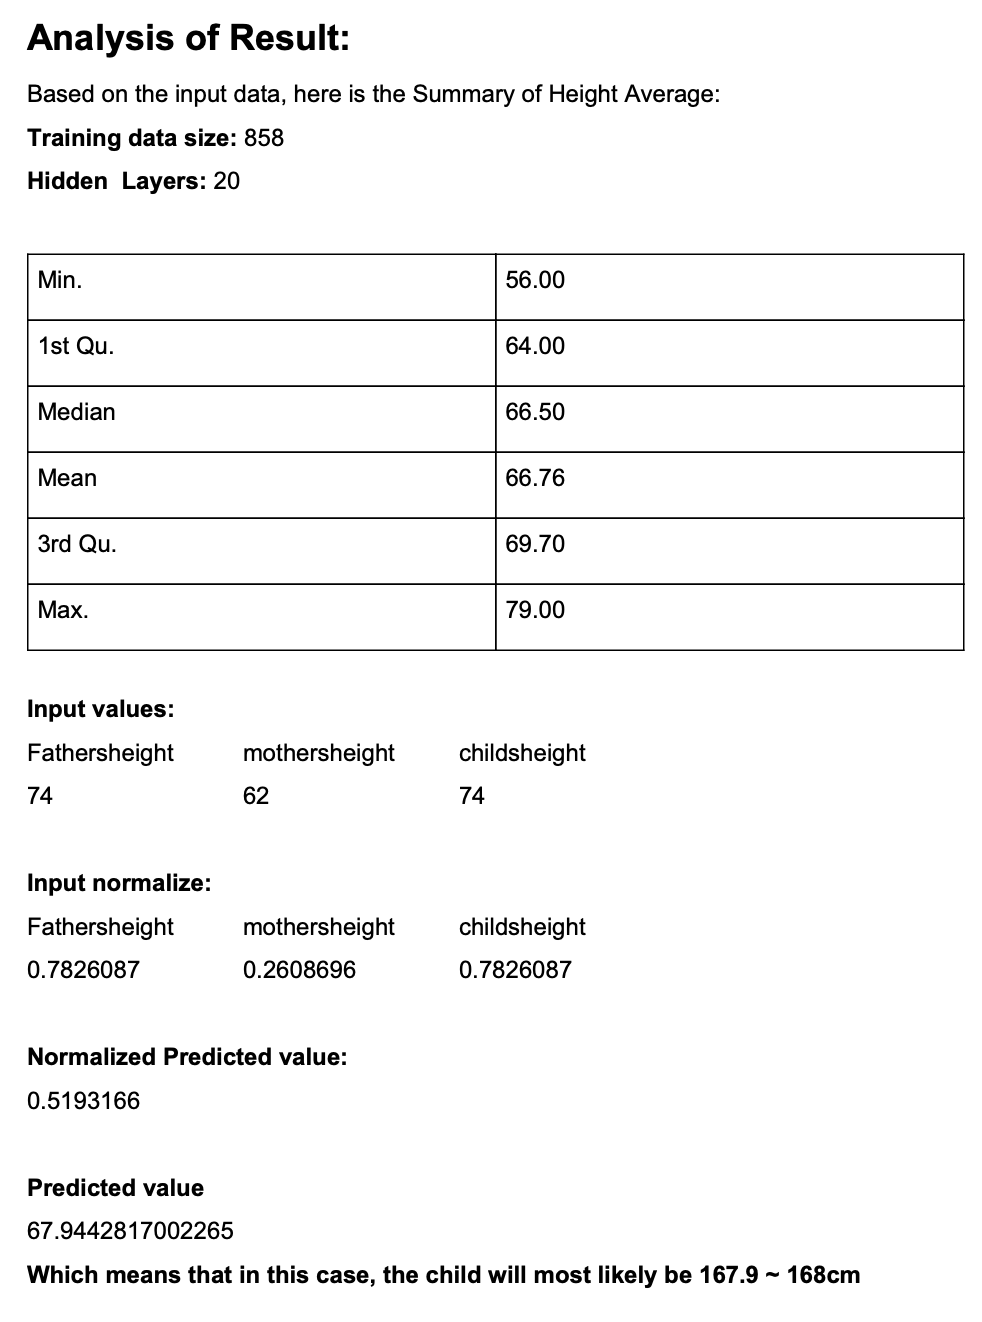 Analysis of Result:
Based on the input data, here is the Summary of Height Average:
Training data size: 858
Hidden  Layers: 20
Min. 56.00
1st Qu. 64.00
Median 66.50
Mean 66.76
3rd Qu. 69.70
Max. 79.00
Input values:
Fathersheight mothersheight childsheight
74 62 74
Input normalize:
Fathersheight mothersheight childsheight
0.7826087 0.2608696 0.7826087
Normalized Predicted value:
0.5193166
Predicted value
67.9442817002265
Which means that in this case, the child will most likely be 167.9 ~ 168cm